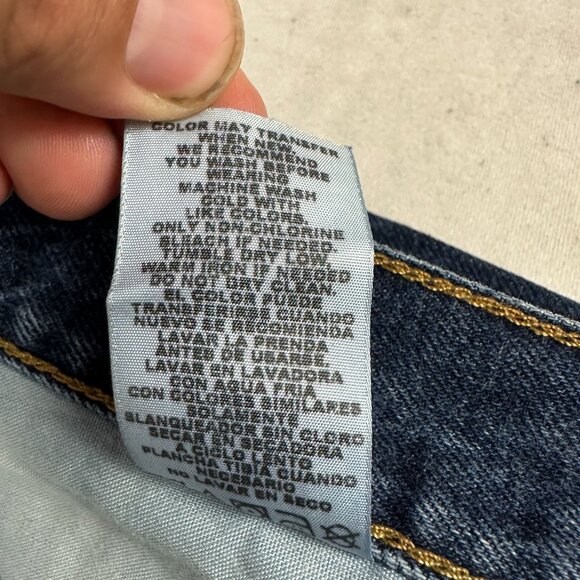 COLOR MAY TRANSFER
WHEN NEW.
WE RECOMMEND
YOU WASH BEFORE
WEARING
MACHINE WASH
COLD WITH
LIKE COLORS.
ONLY NON-CHLORINE
BLEACH IF NEEDED.
TUMBLE DRY LOW.
WARM IRON IF NEEDED
DO NOT DRY CLEAN.
EL COLOR PUEDE
TRANSFERIRSE CUANDO
NUEVO SE RECOMIENDA
LAVAR LA PRENDA
ANTES DE USARSE.
LAVAR EN LAVADORA
CON AGUA FRIA
CON COLORES SIMILARES
SOLAMENTE
BLANQUEADOR SIN CLORO
SECAR EN SECADORA
A CICLO LENTO
PLANCHA TIBIA CUANDO
NECESARIO
NO LAVAR EN SECO